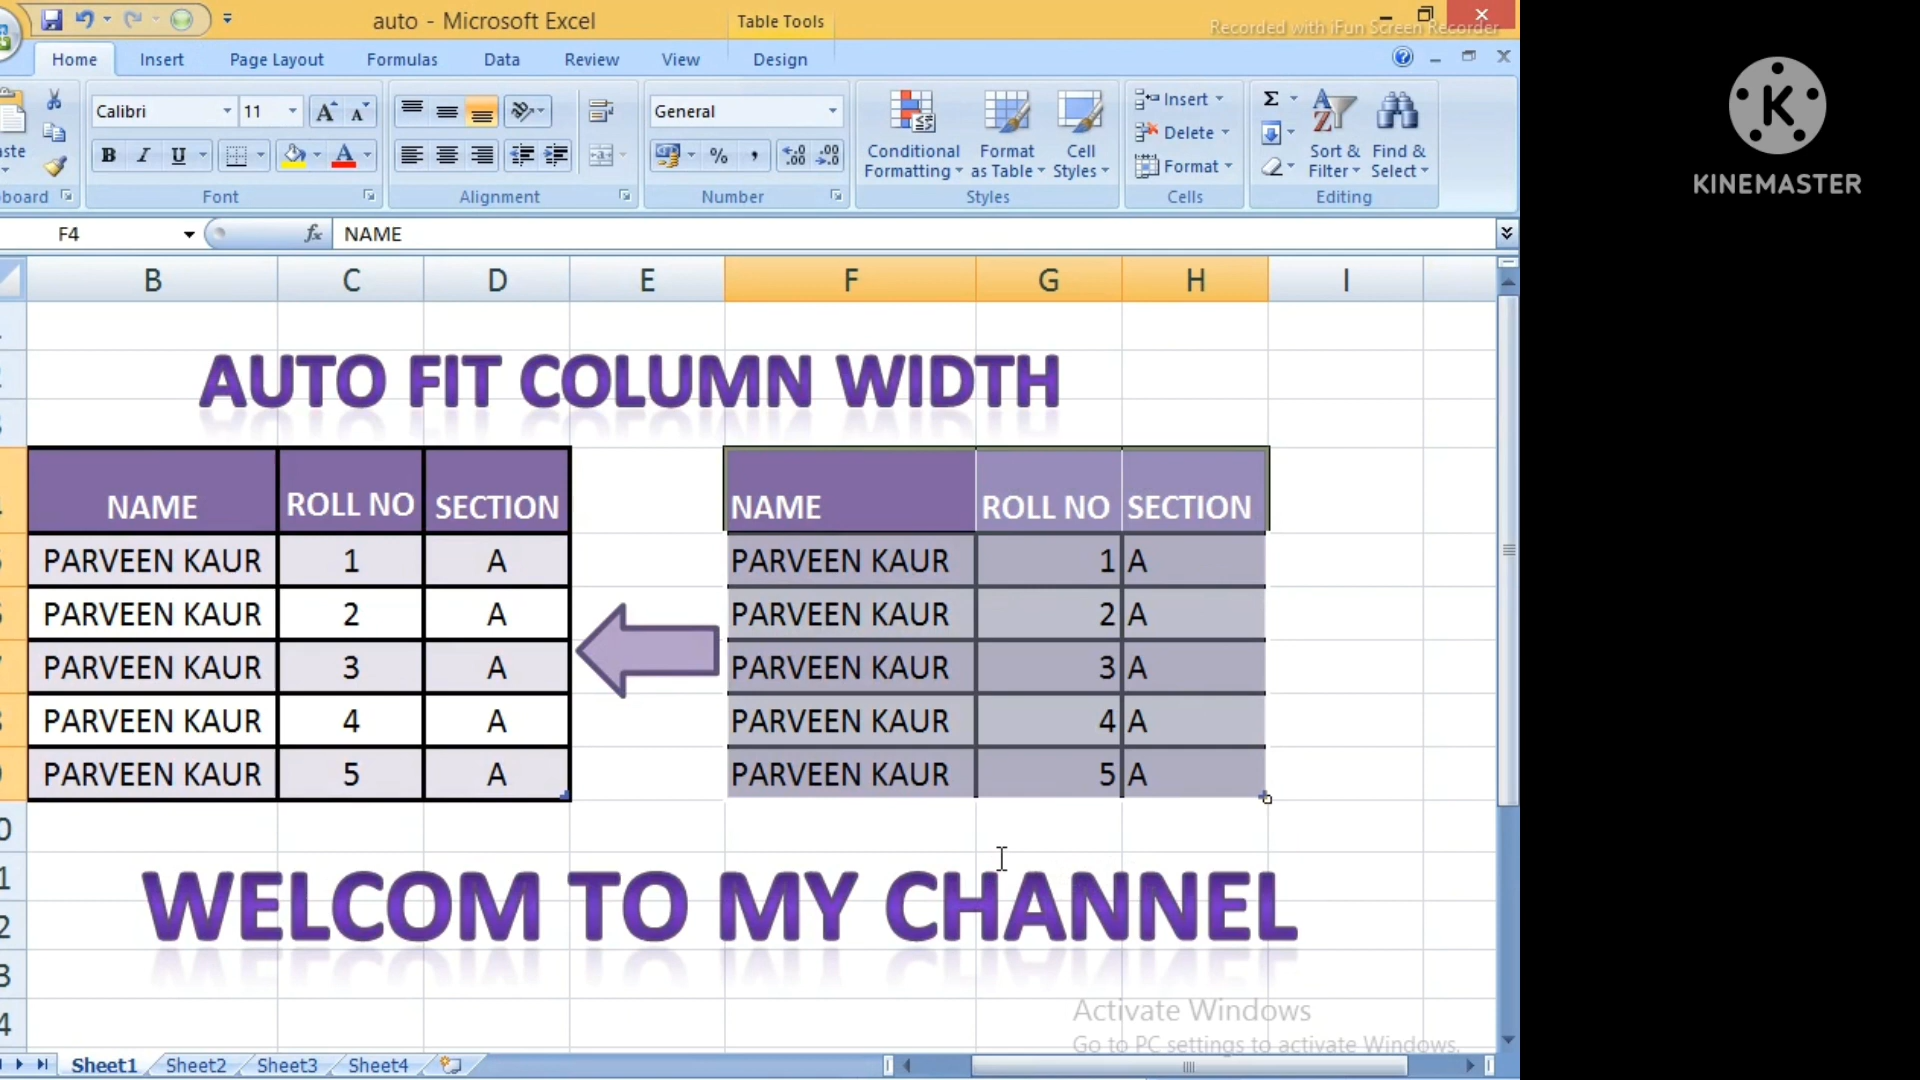 auto - Microsoft Excel
Table Tools
Recorded with iFun Screen Recorder
Home Insert Page Layout Formulas Data Review View Design
Calibri 11 General
Insert
Delete
Format
Conditional Formatting
Format as Table
Cell Styles
Sort & Filter
Find & Select
B I U
Font Alignment Number Styles Cells Editing
F4 fx NAME
B C D E F G H I
AUTO FIT COLUMN WIDTH
NAME ROLL NO SECTION NAME ROLL NO SECTION
PARVEEN KAUR 1 A PARVEEN KAUR 1 A
PARVEEN KAUR 2 A PARVEEN KAUR 2 A
PARVEEN KAUR 3 A PARVEEN KAUR 3 A
PARVEEN KAUR 4 A PARVEEN KAUR 4 A
PARVEEN KAUR 5 A PARVEEN KAUR 5 A
WELCOM TO MY CHANNEL
Activate Windows
Go to PC settings to activate Windows.
Sheet1 Sheet2 Sheet3 Sheet4
K
KINEMASTER